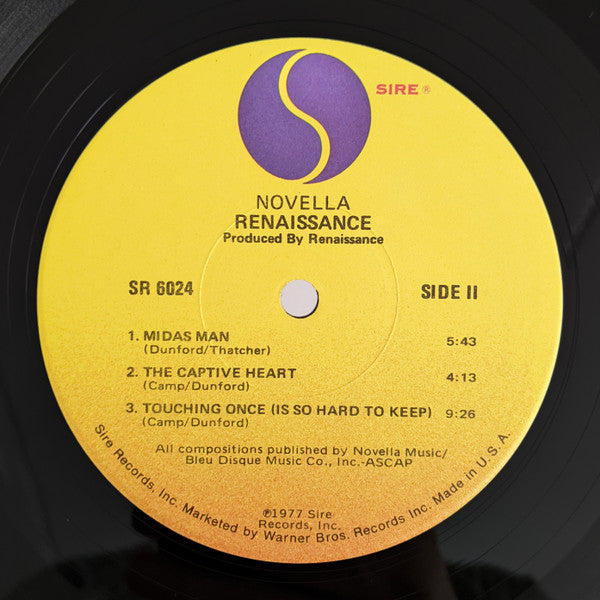 SIRE ®
NOVELLA
RENAISSANCE
Produced By Renaissance
SR 6024
SIDE II
1. MIDAS MAN 5:43
(Dunford/Thatcher)
2. THE CAPTIVE HEART 4:13
(Camp/Dunford)
3. TOUCHING ONCE (IS SO HARD TO KEEP) 9:26
(Camp/Dunford)
All compositions published by Novella Music/
Bleu Disque Music Co., Inc.-ASCAP
℗1977 Sire
Records, Inc.
Sire Records, Inc. Marketed by Warner Bros. Records Inc. Made in U.S.A.